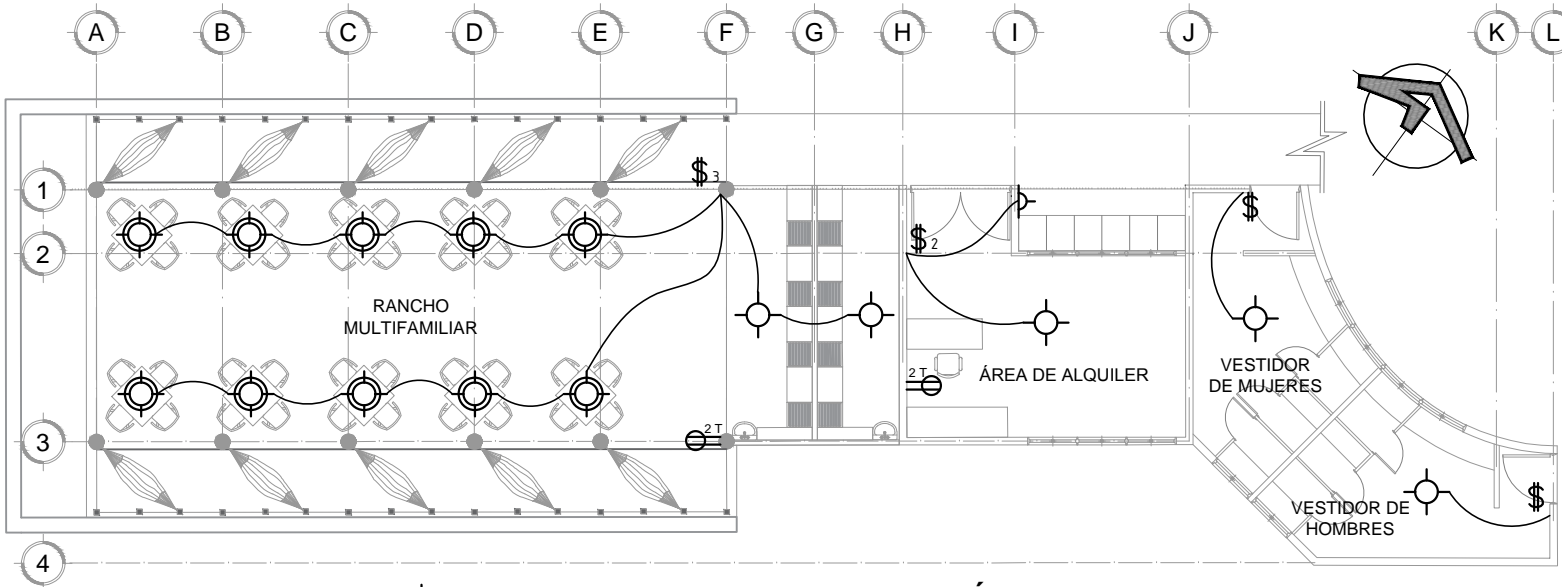 A B C D E F G H I J K L
1
2
3
4
$3
$2
$
$
RANCHO
MULTIFAMILIAR
2 T
2 T
ÁREA DE ALQUILER
VESTIDOR
DE MUJERES
VESTIDOR DE
HOMBRES